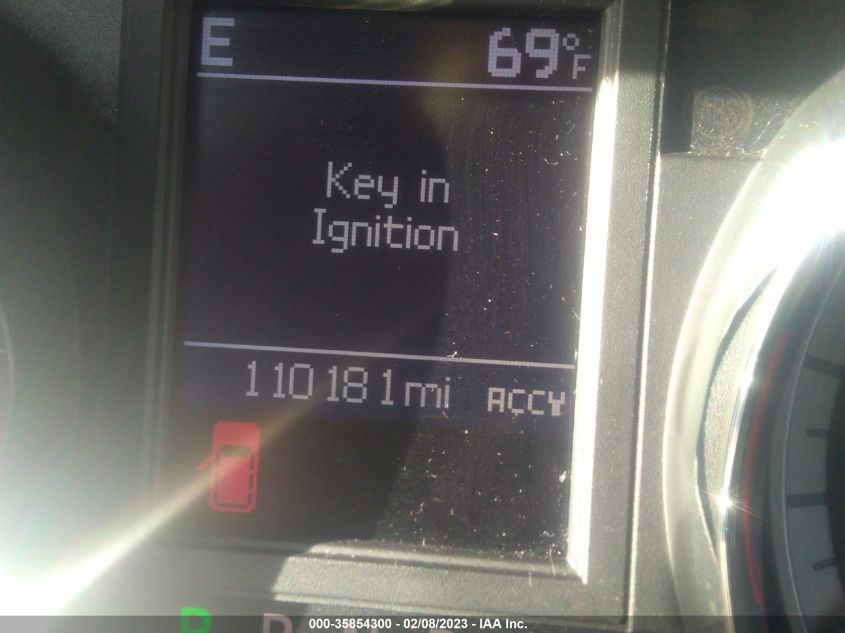 E 69°F
Key in
Ignition
110181mi ACCY
P R N D
000-35854300 - 02/08/2023 - IAA Inc.